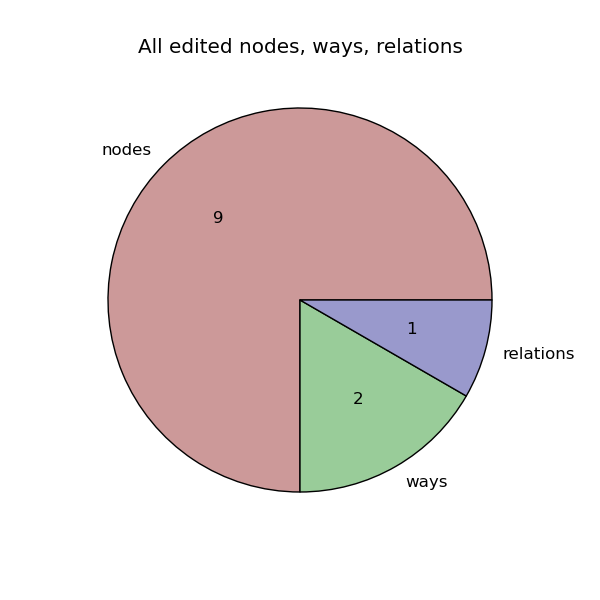 All edited nodes, ways, relations
nodes
9
1
relations
2
ways